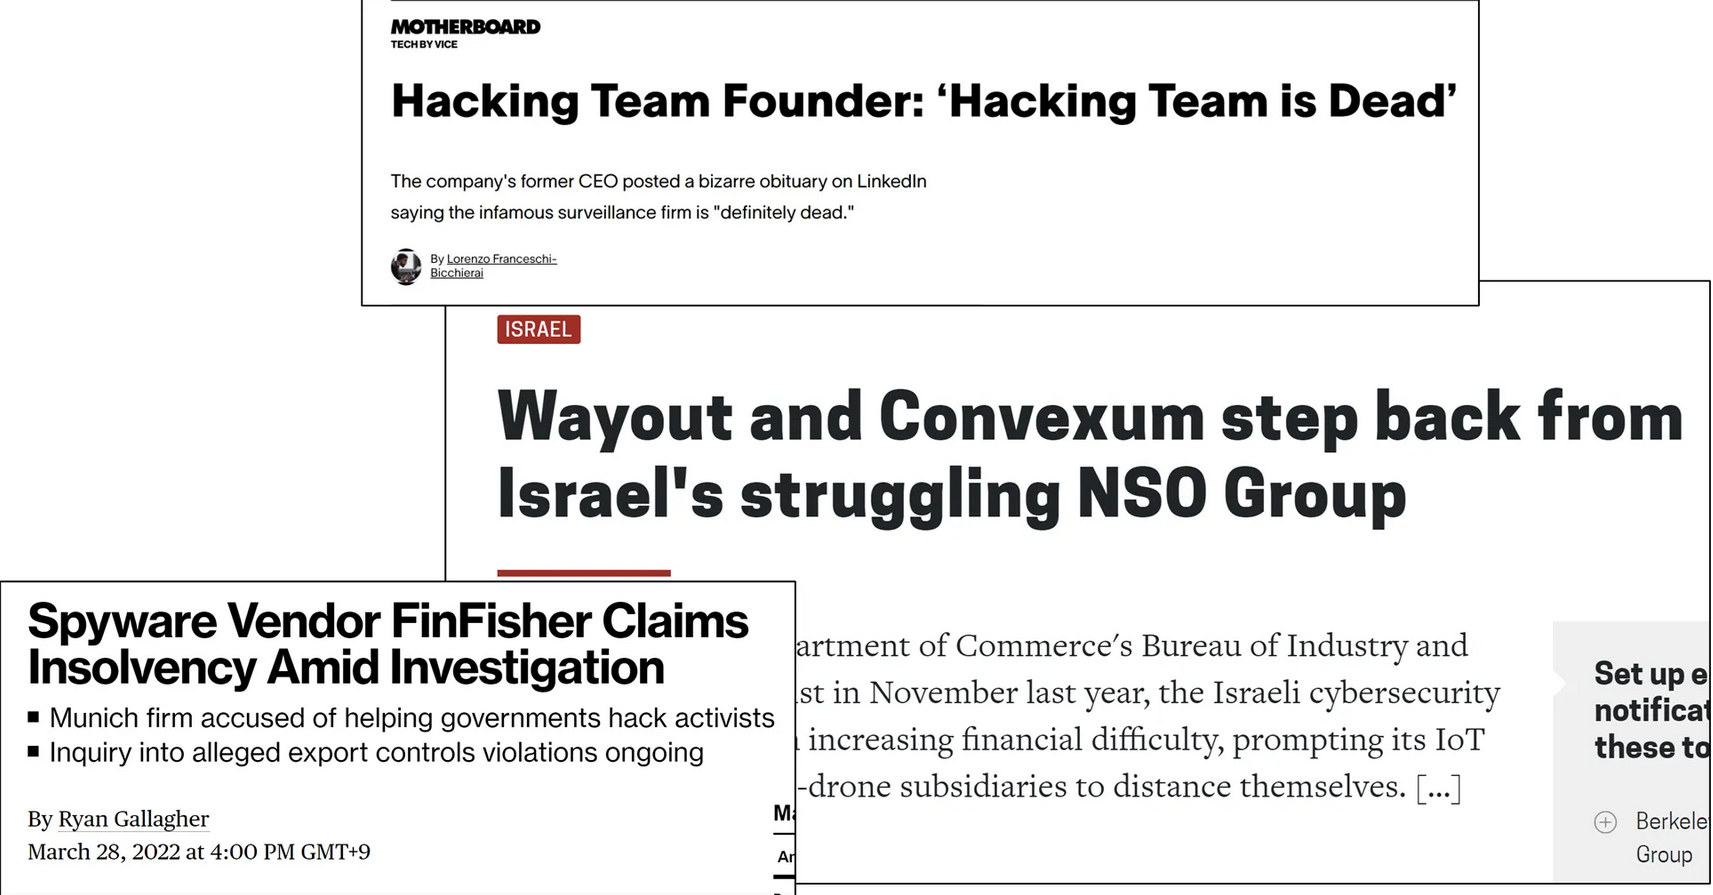 MOTHERBOARD
TECH BY VICE
Hacking Team Founder: ‘Hacking Team is Dead’
The company's former CEO posted a bizarre obituary on LinkedIn
saying the infamous surveillance firm is "definitely dead."
By Lorenzo Franceschi-
Bicchierai
ISRAEL
Wayout and Convexum step back from
Israel's struggling NSO Group
artment of Commerce's Bureau of Industry and
st in November last year, the Israeli cybersecurity
increasing financial difficulty, prompting its IoT
-drone subsidiaries to distance themselves. [...]
Set up e
notificat
these to
Berkele
Group
Spyware Vendor FinFisher Claims
Insolvency Amid Investigation
■ Munich firm accused of helping governments hack activists
■ Inquiry into alleged export controls violations ongoing
By Ryan Gallagher
March 28, 2022 at 4:00 PM GMT+9
Ma
Ar